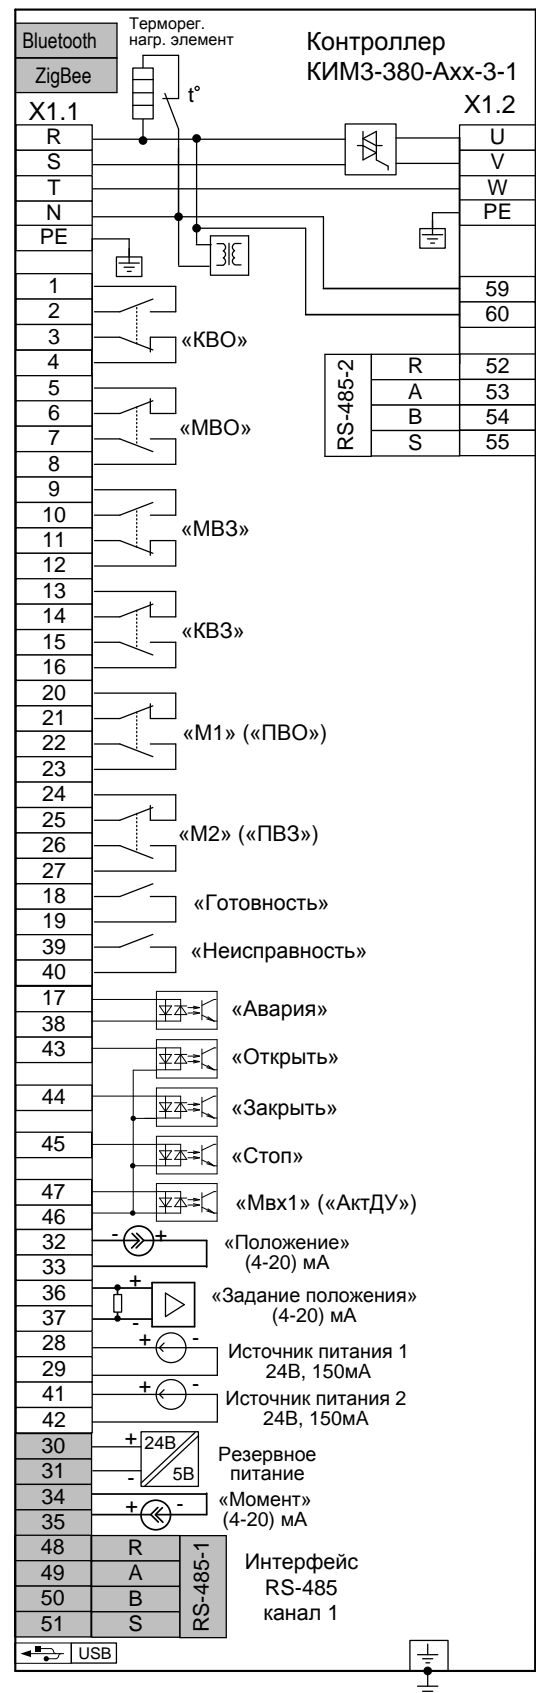 Bluetooth
ZigBee
Терморег.
нагр. элемент
t°
Контроллер
КИМ3-380-Ахх-3-1
X1.1
X1.2
R
S
T
N
PE
U
V
W
PE
59
60
RS-485-2
R 52
A 53
B 54
S 55
1
2
3
4
«КВО»
5
6
7
8
«МВО»
9
10
11
12
«МВЗ»
13
14
15
16
«КВЗ»
20
21
22
23
«М1» («ПВО»)
24
25
26
27
«М2» («ПВЗ»)
18
19
«Готовность»
39
40
«Неисправность»
17
38
«Авария»
43
«Открыть»
44
«Закрыть»
45
«Стоп»
47
46
«Мвх1» («АктДУ»)
32
33
- +
«Положение»
(4-20) мА
36
37
+
-
«Задание положения»
(4-20) мА
28
29
+ -
Источник питания 1
24В, 150мА
41
42
+ -
Источник питания 2
24В, 150мА
30
31
+
-
24В
5В
Резервное
питание
34
35
+ -
«Момент»
(4-20) мА
48 R
49 A
50 B
51 S
RS-485-1
Интерфейс
RS-485
канал 1
USB